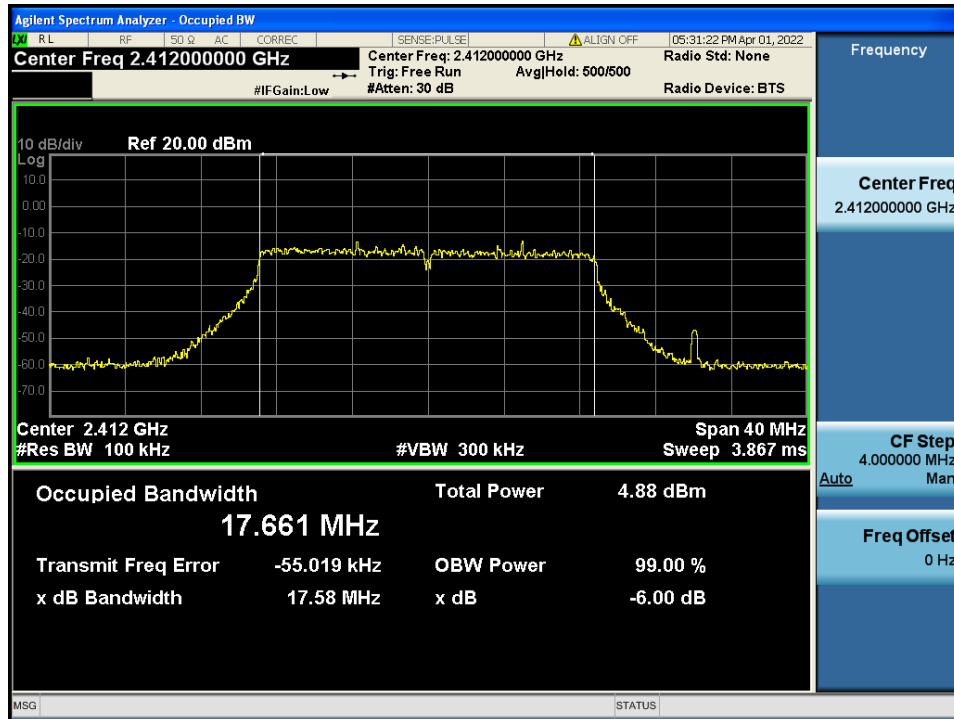 Agilent Spectrum Analyzer - Occupied BW
LXI RL RF 50 Ω AC CORREC SENSE:PULSE ALIGN OFF 05:31:22 PM Apr 01, 2022
Center Freq 2.412000000 GHz
Center Freq: 2.412000000 GHz
Radio Std: None
Trig: Free Run Avg|Hold: 500/500
#IFGain:Low
#Atten: 30 dB
Radio Device: BTS
10 dB/div Ref 20.00 dBm
Log
10.0
0.00
-10.0
-20.0
-30.0
-40.0
-50.0
-60.0
-70.0
Center 2.412 GHz Span 40 MHz
#Res BW 100 kHz #VBW 300 kHz Sweep 3.867 ms
Occupied Bandwidth Total Power 4.88 dBm
17.661 MHz
Transmit Freq Error -55.019 kHz OBW Power 99.00 %
x dB Bandwidth 17.58 MHz x dB -6.00 dB
Frequency
Center Freq
2.412000000 GHz
CF Step
4.000000 MHz
Auto Man
Freq Offset
0 Hz
MSG STATUS